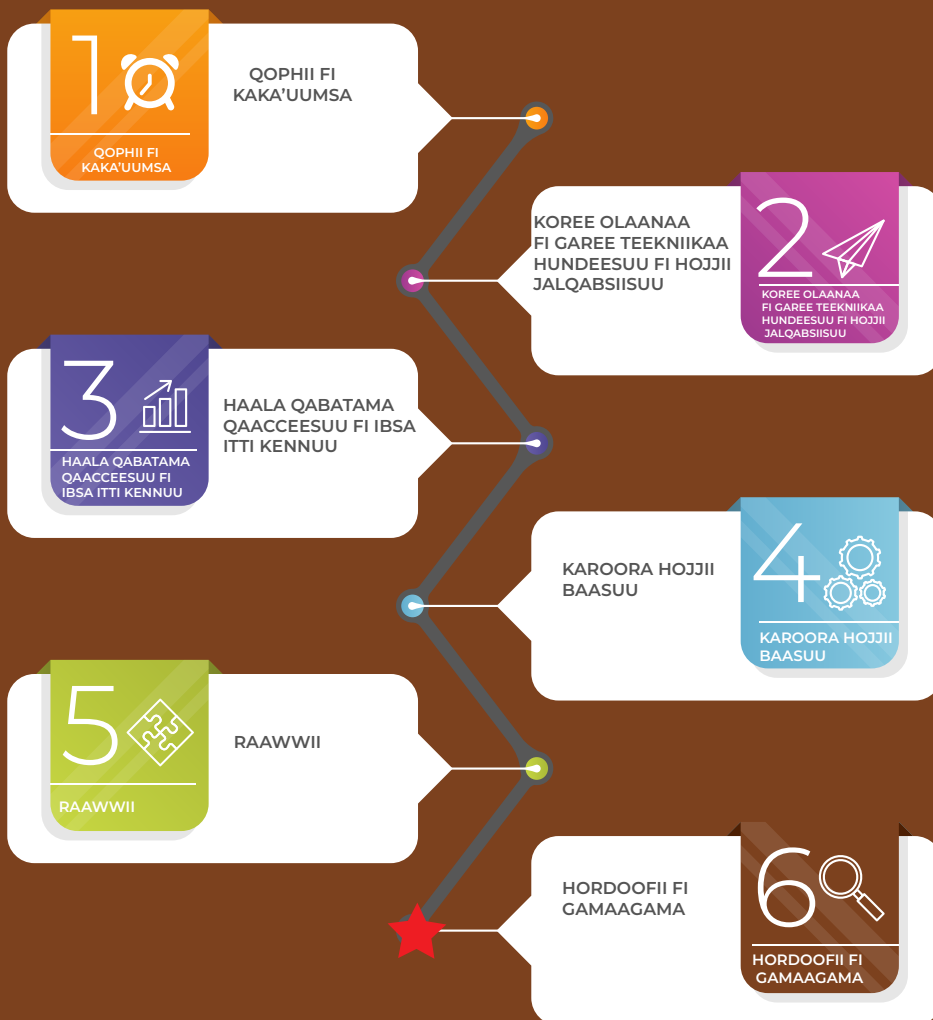 1
QOPHII FI
KAKA'UUMSA
QOPHII FI
KAKA'UUMSA
2
KOREE OLAANAA
FI GAREE TEEKNIIKAA
HUNDEESUU FI HOJJII
JALQABSIISUU
KOREE OLAANAA
FI GAREE TEEKNIIKAA
HUNDEESUU FI HOJJII
JALQABSIISUU
3
HAALA QABATAMA
QAACCEESUU FI
IBSA ITTI KENNUU
HAALA QABATAMA
QAACCEESUU FI IBSA
ITTI KENNUU
4
KAROORA HOJJII
BAASUU
KAROORA HOJJII
BAASUU
5
RAAWWII
RAAWWII
6
HORDOOFII FI
GAMAAGAMA
HORDOOFII FI
GAMAAGAMA